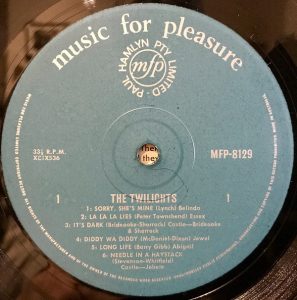 music for pleasure
PAUL HAMLYN PTY LIMITED
mfp
33⅓ R.P.M.
XC1X536
MFP-8129
THE TWILIGHTS
1 1
1: SORRY, SHE'S MINE (Lynch) Belinda
2: LA LA LA LIES (Peter Townshend) Essex
3: IT'S DARK (Brideoake-Sharrock) Castle—Brideoake
& Sharrock
4: DIDDY WA DIDDY (McDaniel-Dixon) Jewel
5: LONG LIFE (Barry Gibb) Abigail
6: NEEDLE IN A HAYSTACK
(Stevenson—Whitfield)
Castle—Jobete